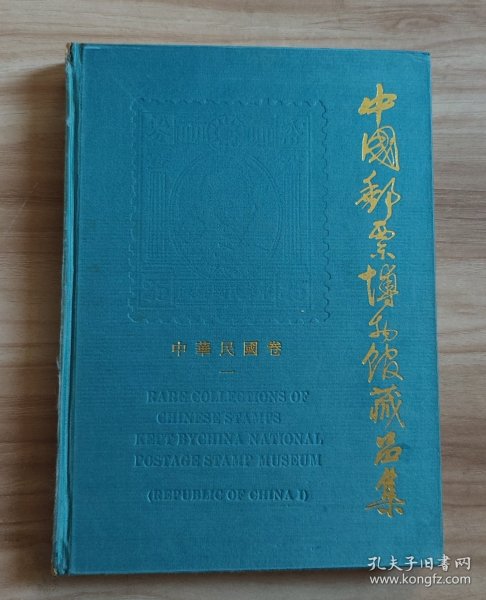 中國郵票博物館藏品集
中華民國卷
一
RARE COLLECTIONS OF
CHINESE STAMPS
KEPT BY CHINA NATIONAL
POSTAGE STAMP MUSEUM
(REPUBLIC OF CHINA I)
孔夫子旧书网
www.kongfz.com